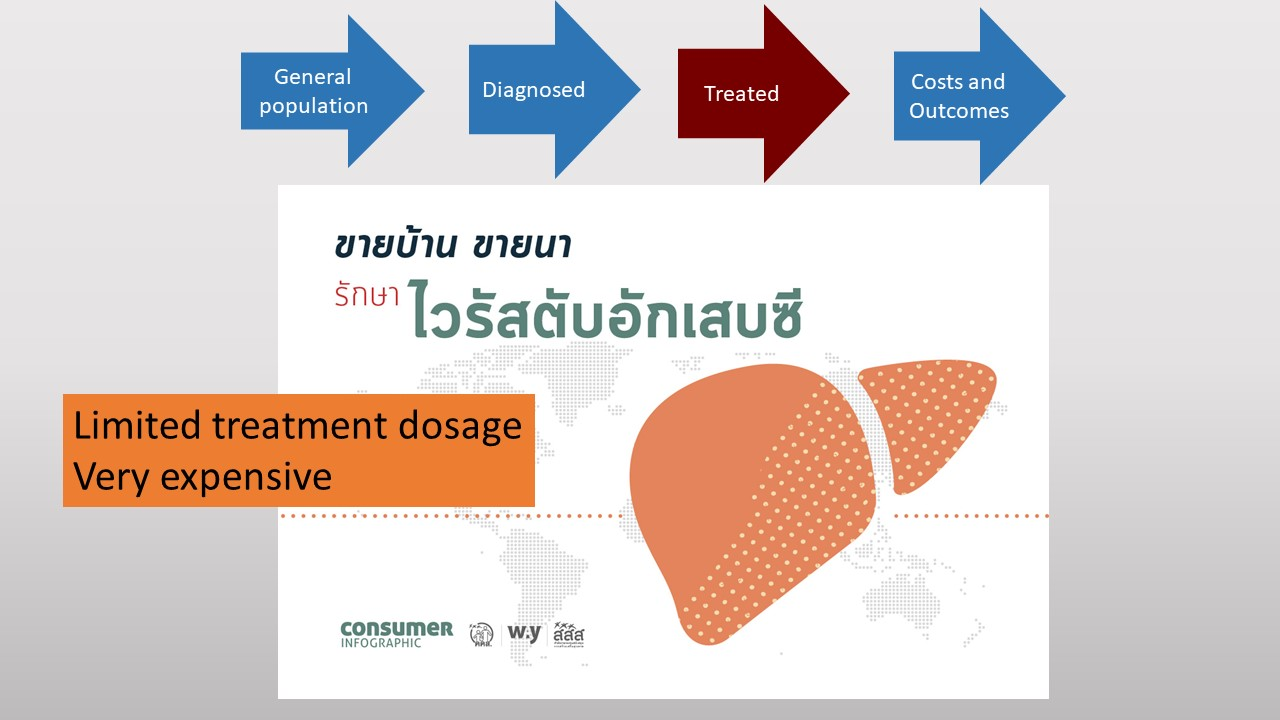 General
population
Diagnosed
Treated
Costs and
Outcomes
ขายบ้าน ขายนา
รักษา ไวรัสตับอักเสบซี
Limited treatment dosage
Very expensive
consumer
INFOGRAPHIC
way
สสส